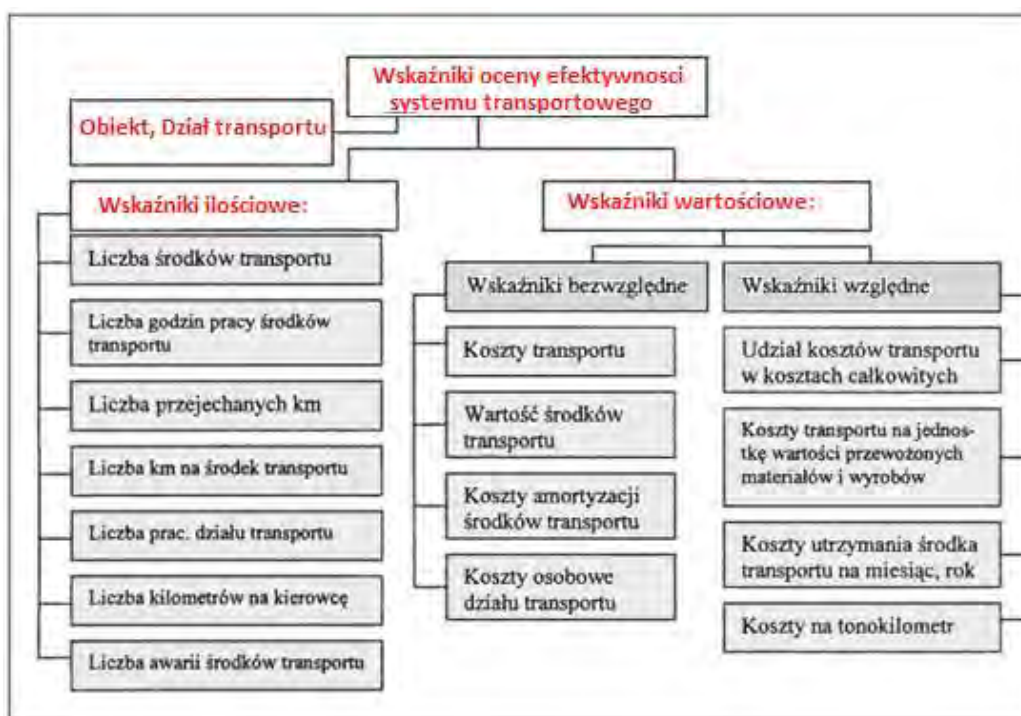 Wskaźniki oceny efektywnosci
systemu transportowego
Obiekt, Dział transportu
Wskaźniki ilościowe:
Liczba środków transportu
Liczba godzin pracy środków
transportu
Liczba przejechanych km
Liczba km na środek transportu
Liczba prac. działu transportu
Liczba kilometrów na kierowcę
Liczba awarii środków transportu
Wskaźniki wartościowe:
Wskaźniki bezwzględne
Koszty transportu
Wartość środków
transportu
Koszty amortyzacji
środków transportu
Koszty osobowe
działu transportu
Wskaźniki względne
Udział kosztów transportu
w kosztach całkowitych
Koszty transportu na jednos-
tkę wartości przewożonych
materiałów i wyrobów
Koszty utrzymania środka
transportu na miesiąc, rok
Koszty na tonokilometr